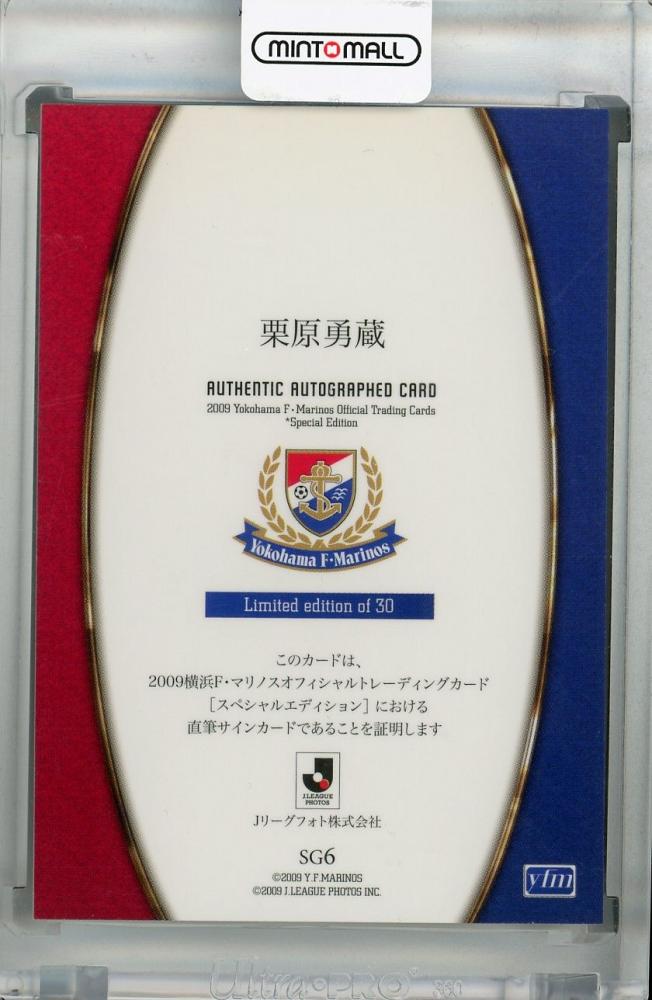 MINT MALL
栗原勇蔵
AUTHENTIC AUTOGRAPHED CARD
2009 Yokohama F・Marinos Official Trading Cards
*Special Edition
Yokohama F・Marinos
Limited edition of 30
このカードは、
2009横浜F・マリノスオフィシャルトレーディングカード
［スペシャルエディション］における
直筆サインカードであることを証明します
J.LEAGUE
PHOTOS
Jリーグフォト株式会社
SG6
©2009 Y.F.MARINOS
©2009 J.LEAGUE PHOTOS INC.
yfm
Ultra・PRO®